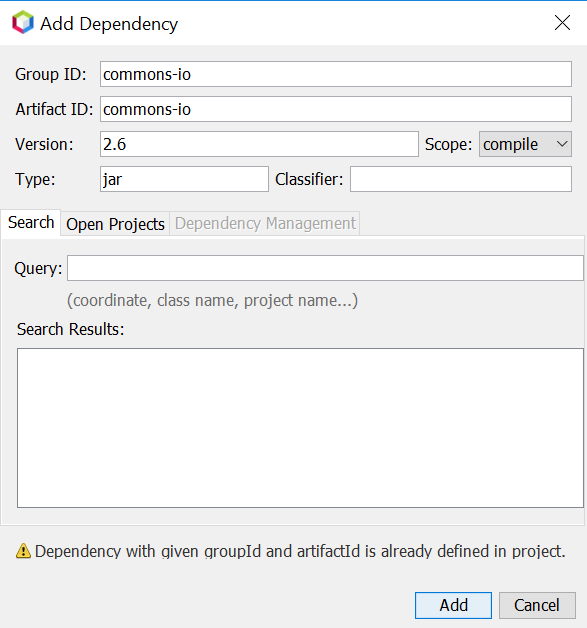 Add Dependency
Group ID: commons-io
Artifact ID: commons-io
Version: 2.6 Scope: compile
Type: jar Classifier:
Search Open Projects Dependency Management
Query:
(coordinate, class name, project name...)
Search Results:
Dependency with given groupId and artifactId is already defined in project.
Add Cancel